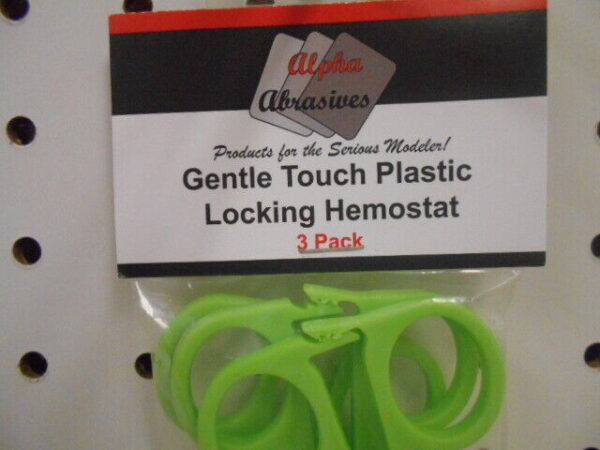 Alpha
Abrasives
Products for the Serious Modeler!
Gentle Touch Plastic
Locking Hemostat
3 Pack